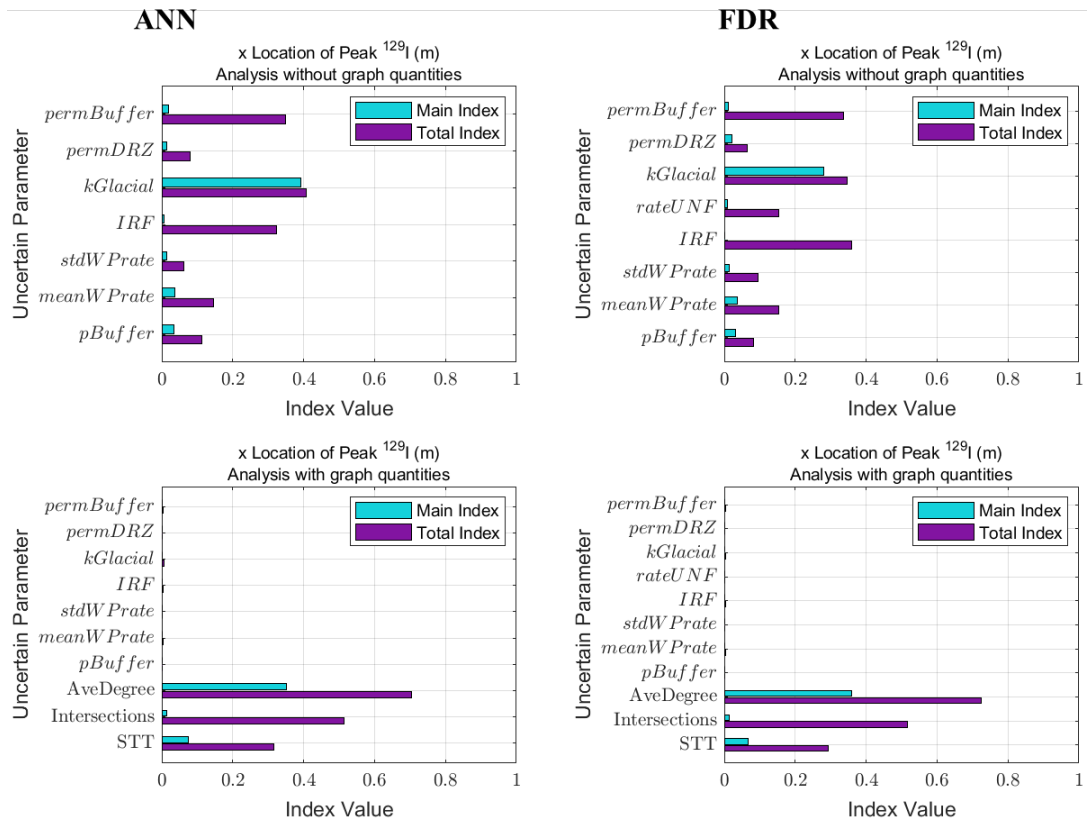 ANN
x Location of Peak ¹²⁹I (m)
Analysis without graph quantities
Main Index
Total Index
Uncertain Parameter
permBuffer
permDRZ
kGlacial
IRF
stdWPrate
meanWPrate
pBuffer
0 0.2 0.4 0.6 0.8 1
Index Value
FDR
x Location of Peak ¹²⁹I (m)
Analysis without graph quantities
Main Index
Total Index
Uncertain Parameter
permBuffer
permDRZ
kGlacial
rateUNF
IRF
stdWPrate
meanWPrate
pBuffer
0 0.2 0.4 0.6 0.8 1
Index Value
x Location of Peak ¹²⁹I (m)
Analysis with graph quantities
Main Index
Total Index
Uncertain Parameter
permBuffer
permDRZ
kGlacial
IRF
stdWPrate
meanWPrate
pBuffer
AveDegree
Intersections
STT
0 0.2 0.4 0.6 0.8 1
Index Value
x Location of Peak ¹²⁹I (m)
Analysis with graph quantities
Main Index
Total Index
Uncertain Parameter
permBuffer
permDRZ
kGlacial
rateUNF
IRF
stdWPrate
meanWPrate
pBuffer
AveDegree
Intersections
STT
0 0.2 0.4 0.6 0.8 1
Index Value